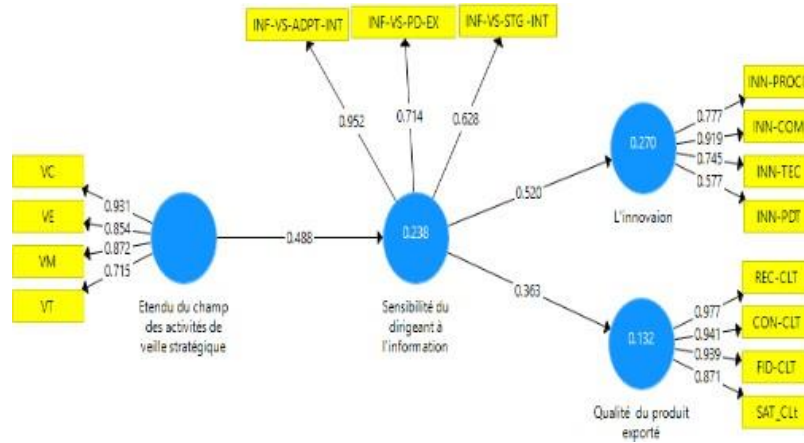 INF-VS-ADPT-INT
INF-VS-PD-EX
INF-VS-STG -INT
0.952
0.714
0.628
VC
VE
VM
VT
0.931
0.854
0.872
0.715
Etendu du champ
des activités de
veille stratégique
0.488
0.238
Sensibilité du
dirigeant à
l'information
0.520
0.363
0.270
L'innovaion
0.777
0.919
0.745
0.577
INN-PROCI
INN-COM
INN-TEC
INN-PDT
0.132
Qualité du produit
exporté
0.977
0.941
0.939
0.871
REC-CLT
CON-CLT
FID-CLT
SAT_CLt